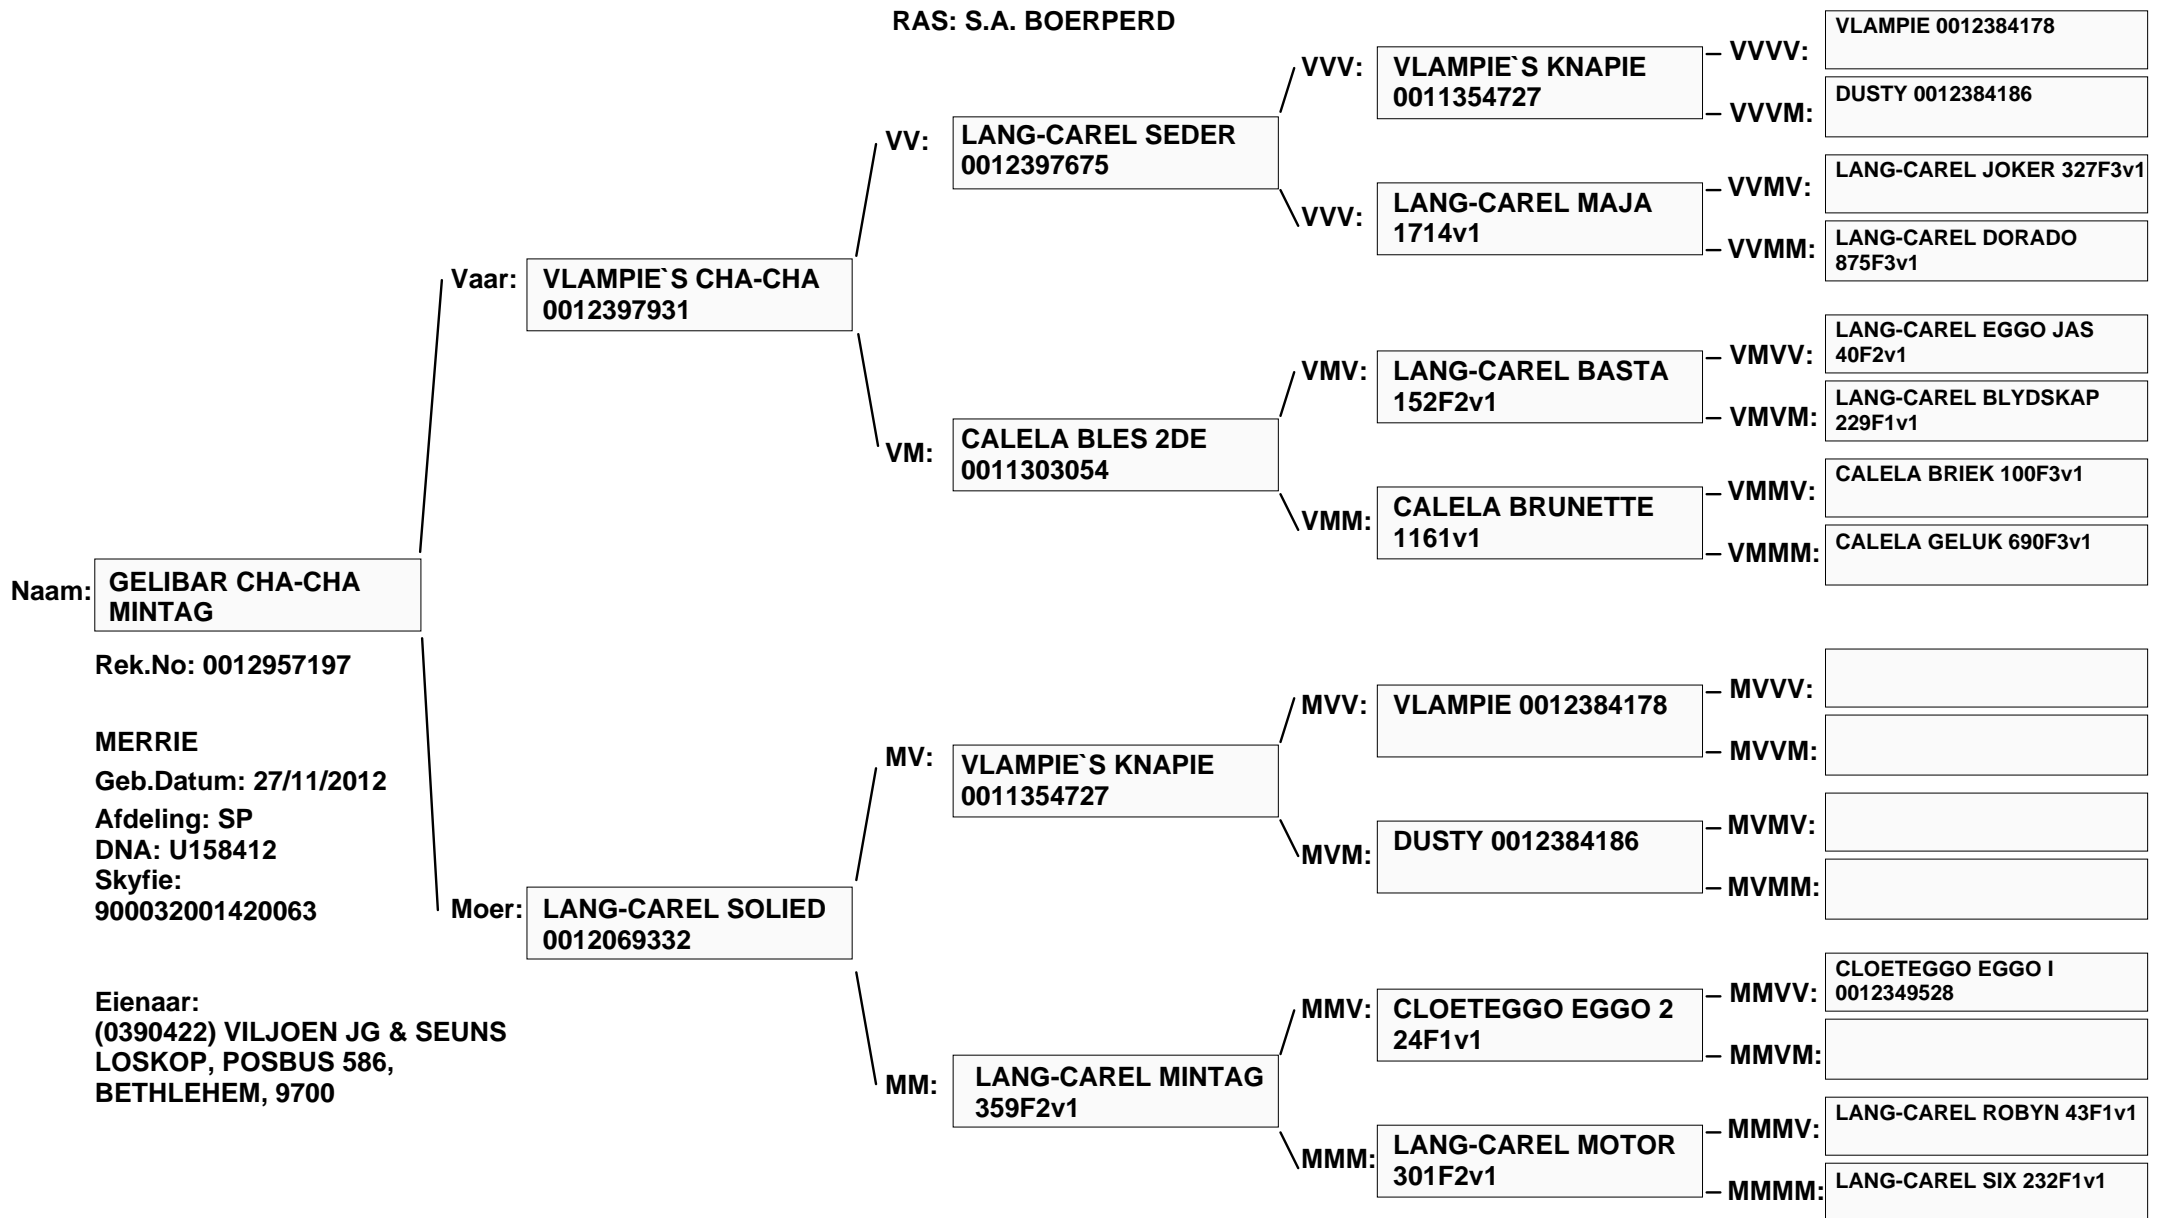 RAS: S.A. BOERPERD
Naam:
GELIBAR CHA-CHA
MINTAG
Rek.No: 0012957197
MERRIE
Geb.Datum: 27/11/2012
Afdeling: SP
DNA: U158412
Skyfie:
900032001420063
Eienaar:
(0390422) VILJOEN JG & SEUNS
LOSKOP, POSBUS 586,
BETHLEHEM, 9700
Vaar:
VLAMPIE`S CHA-CHA
0012397931
Moer:
LANG-CAREL SOLIED
0012069332
VV:
LANG-CAREL SEDER
0012397675
VM:
CALELA BLES 2DE
0011303054
MV:
VLAMPIE`S KNAPIE
0011354727
MM:
LANG-CAREL MINTAG
359F2v1
VVV:
VLAMPIE`S KNAPIE
0011354727
VVV:
LANG-CAREL MAJA
1714v1
VMV:
LANG-CAREL BASTA
152F2v1
VMM:
CALELA BRUNETTE
1161v1
MVV:
VLAMPIE 0012384178
MVM:
DUSTY 0012384186
MMV:
CLOETEGGO EGGO 2
24F1v1
MMM:
LANG-CAREL MOTOR
301F2v1
– VVVV:
VLAMPIE 0012384178
– VVVM:
DUSTY 0012384186
– VVMV:
LANG-CAREL JOKER 327F3v1
– VVMM:
LANG-CAREL DORADO
875F3v1
– VMVV:
LANG-CAREL EGGO JAS
40F2v1
– VMVM:
LANG-CAREL BLYDSKAP
229F1v1
– VMMV:
CALELA BRIEK 100F3v1
– VMMM:
CALELA GELUK 690F3v1
– MVVV:
– MVVM:
– MVMV:
– MVMM:
– MMVV:
CLOETEGGO EGGO I
0012349528
– MMVM:
– MMMV:
LANG-CAREL ROBYN 43F1v1
– MMMM:
LANG-CAREL SIX 232F1v1